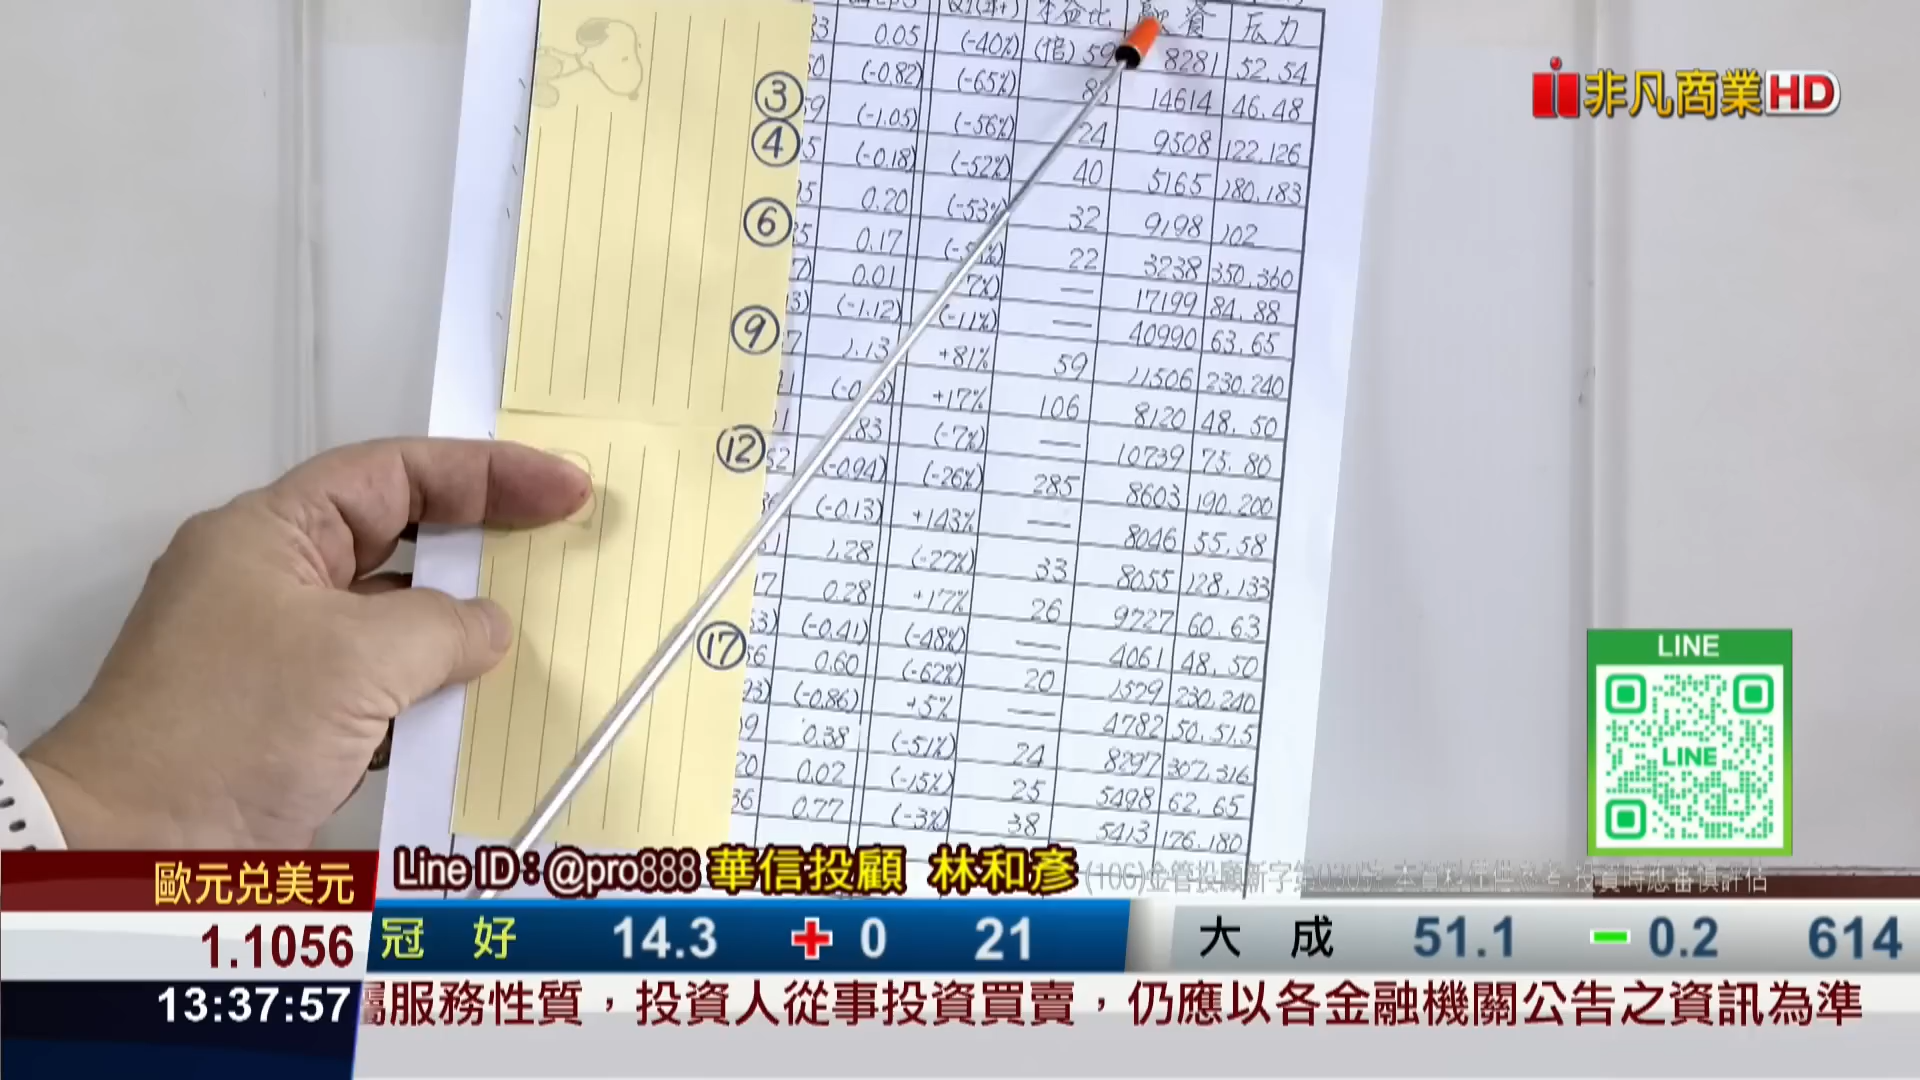 Q1(年+) 本益比 融資 壓力
0.05 (-40%) (倍) 59 8281 52.54
(-0.82) (-65%) 14614 46.48
③ (-1.05) (-56%) 24 9508 122.126
④ (-0.18) (-52%) 40 5165 180.183
0.20 (-53%) 32 9198 102
⑥ 0.17 22 3238 350.360
0.01 — 17199 84.88
(-1.12) (-11%) — 40990 63.65
⑨ 1.13 +81% 59 11506 230.240
+17% 106 8120 48.50
(-7%) — 10739 75.80
⑫ (-0.94) (-26%) 285 8603 190.200
(-0.13) +143% — 8046 55.58
1.28 (-27%) 33 8055 128.133
0.28 +17% 26 9727 60.63
(-0.41) (-48%) — 4061 48.50
⑰ 0.60 (-62%) 20 1529 230.240
(-0.86) +5% — 4782 50.51.5
0.38 (-51%) 24 8297 307.316
0.02 (-15%) 25 5498 62.65
0.77 (-3%) 38 5413 176.180
非凡商業HD
LINE
LINE
Line ID：@pro888 華信投顧 林和彥
歐元兌美元
1.1056
13:37:57
冠好 14.3 + 0 21 大成 51.1 - 0.2 614
屬服務性質，投資人從事投資買賣，仍應以各金融機關公告之資訊為準